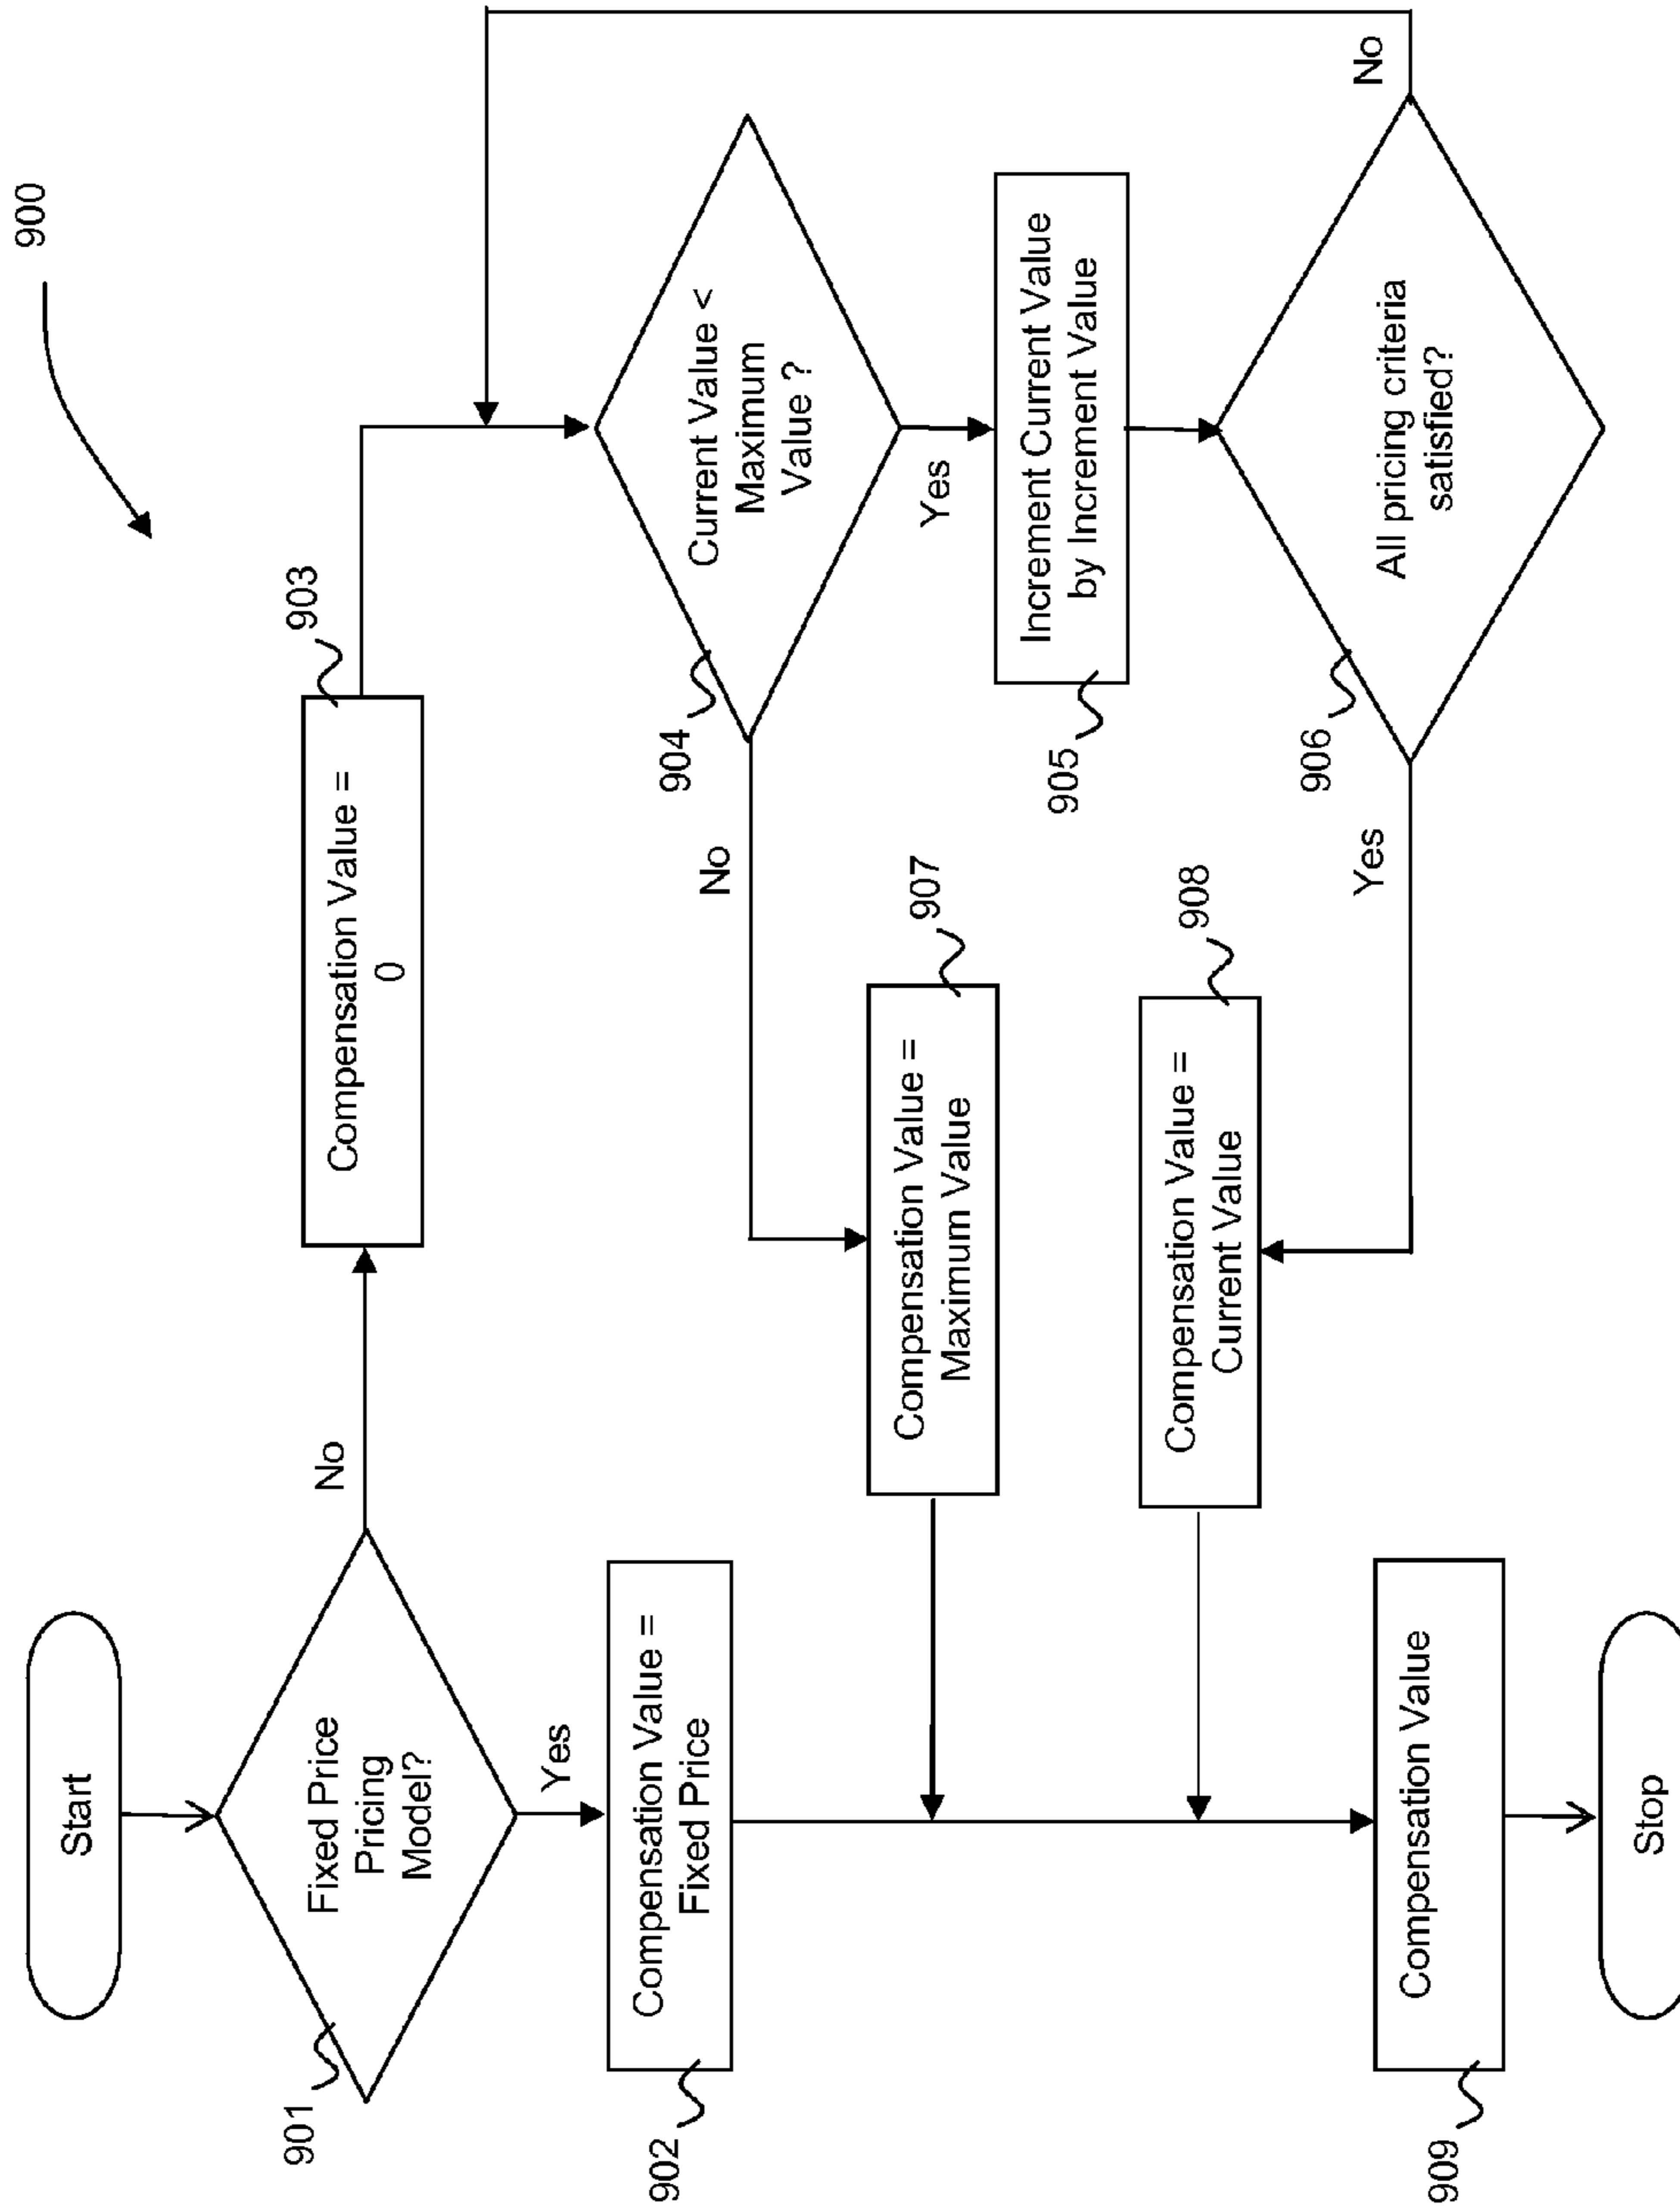 900
Start
901
Fixed Price
Pricing
Model?
No
903
Compensation Value =
0
Yes
902
Compensation Value =
Fixed Price
904
Current Value <
Maximum
Value ?
No
Yes
907
Compensation Value =
Maximum Value
905
Increment Current Value
by Increment Value
908
Compensation Value =
Current Value
906
All pricing criteria
satisfied?
Yes
No
909
Compensation Value
Stop